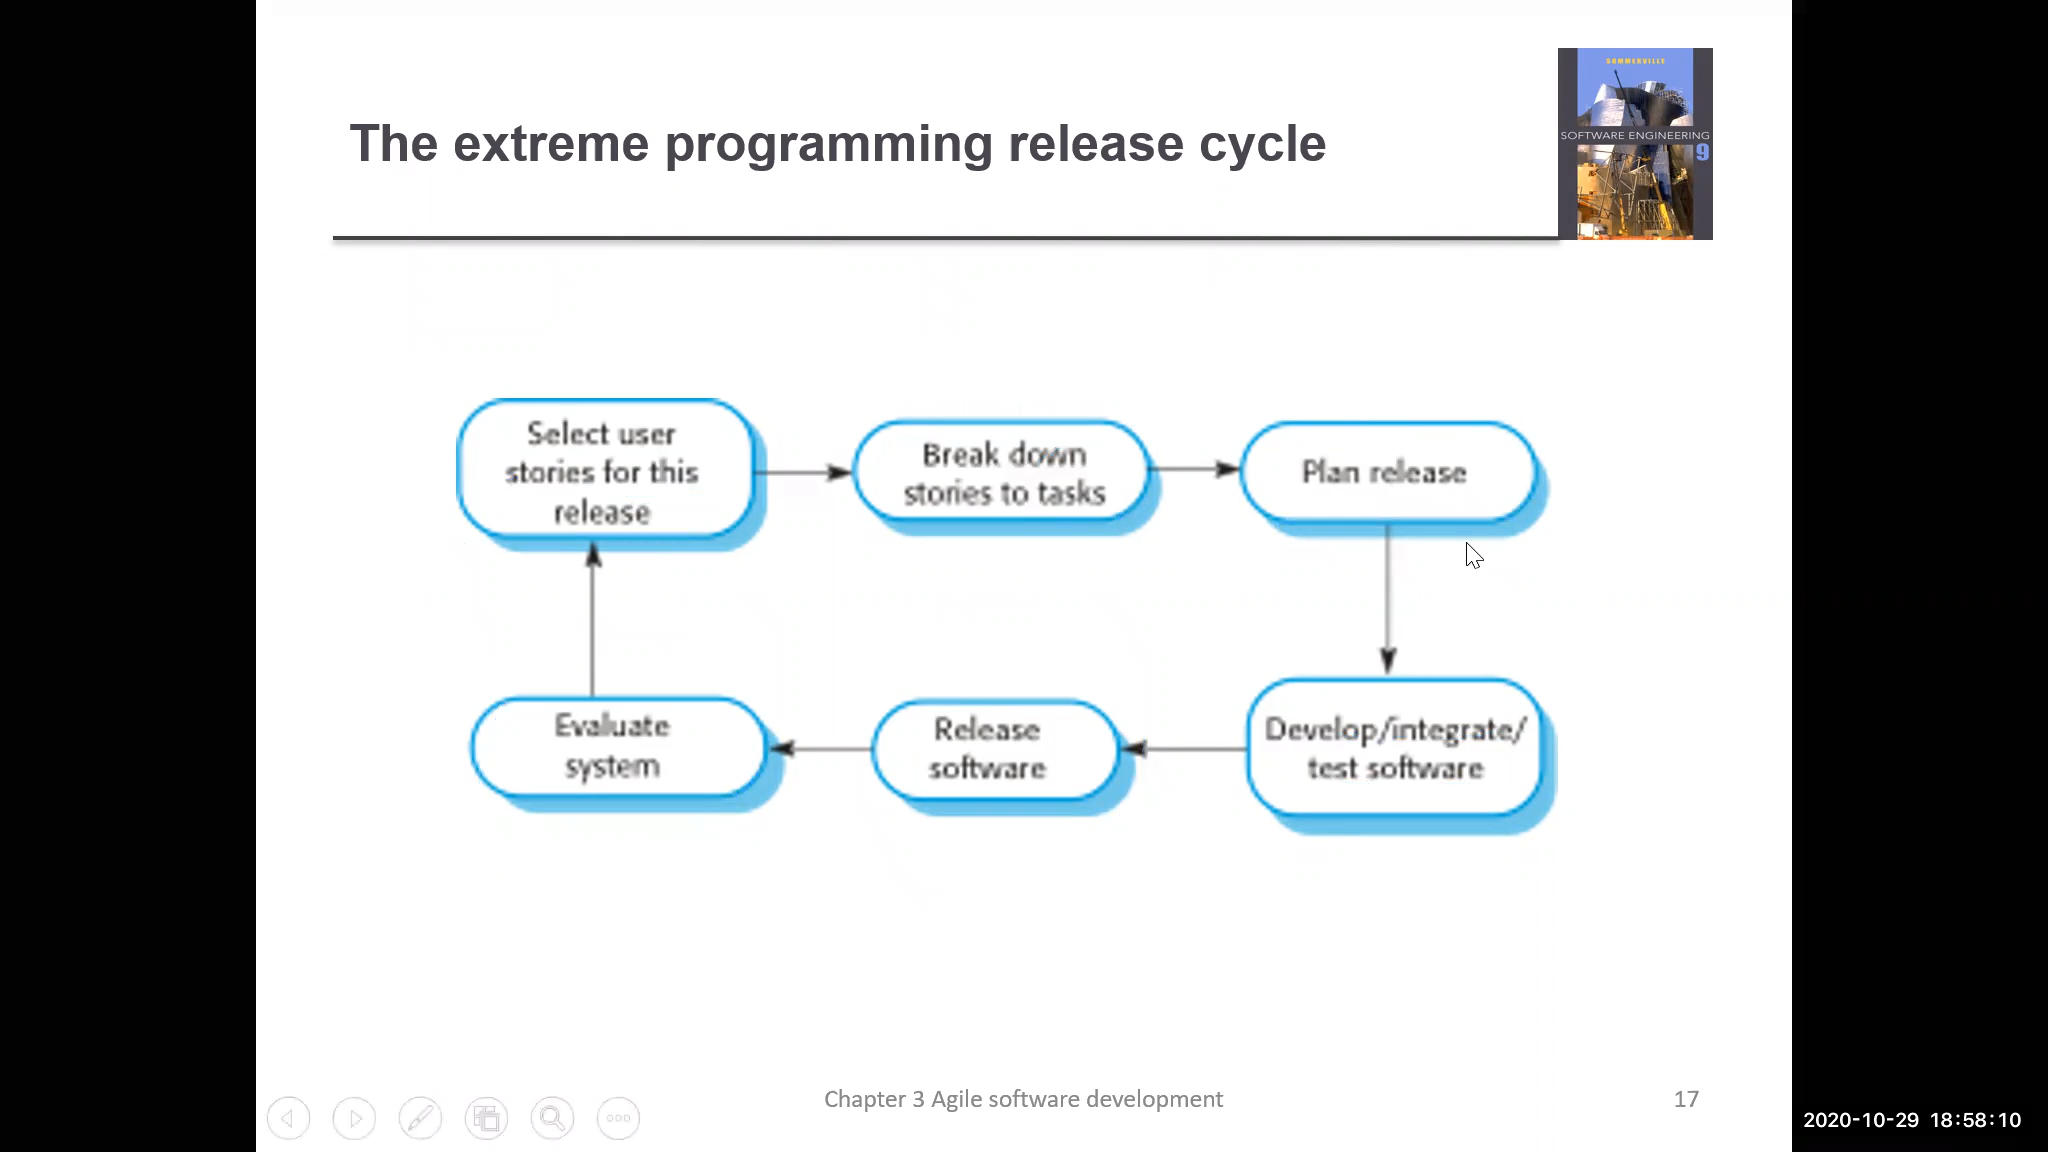 SOMMERVILLE
The extreme programming release cycle
SOFTWARE ENGINEERING
9
Select user
stories for this
release
Break down
stories to tasks
Plan release
Evaluate
system
Release
software
Develop/integrate/
test software
Chapter 3 Agile software development
17
2020-10-29 18:58:10